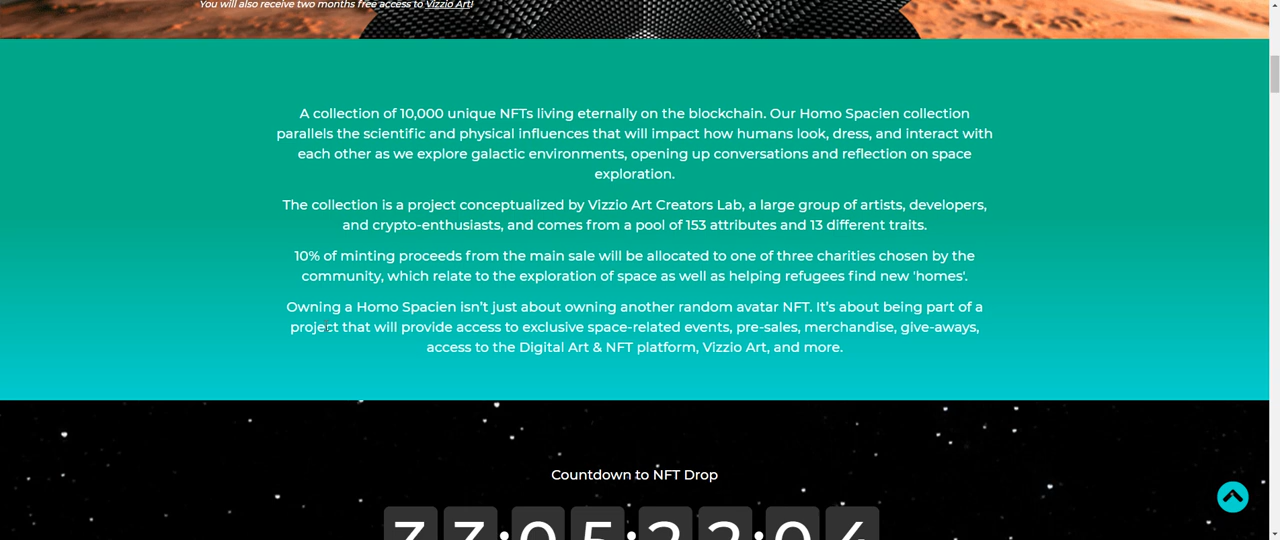 You will also receive two months free access to Vizzio Art!
A collection of 10,000 unique NFTs living eternally on the blockchain. Our Homo Spacien collection
parallels the scientific and physical influences that will impact how humans look, dress, and interact with
each other as we explore galactic environments, opening up conversations and reflection on space
exploration.
The collection is a project conceptualized by Vizzio Art Creators Lab, a large group of artists, developers,
and crypto-enthusiasts, and comes from a pool of 153 attributes and 13 different traits.
10% of minting proceeds from the main sale will be allocated to one of three charities chosen by the
community, which relate to the exploration of space as well as helping refugees find new 'homes'.
Owning a Homo Spacien isn’t just about owning another random avatar NFT. It’s about being part of a
project that will provide access to exclusive space-related events, pre-sales, merchandise, give-aways,
access to the Digital Art & NFT platform, Vizzio Art, and more.
Countdown to NFT Drop